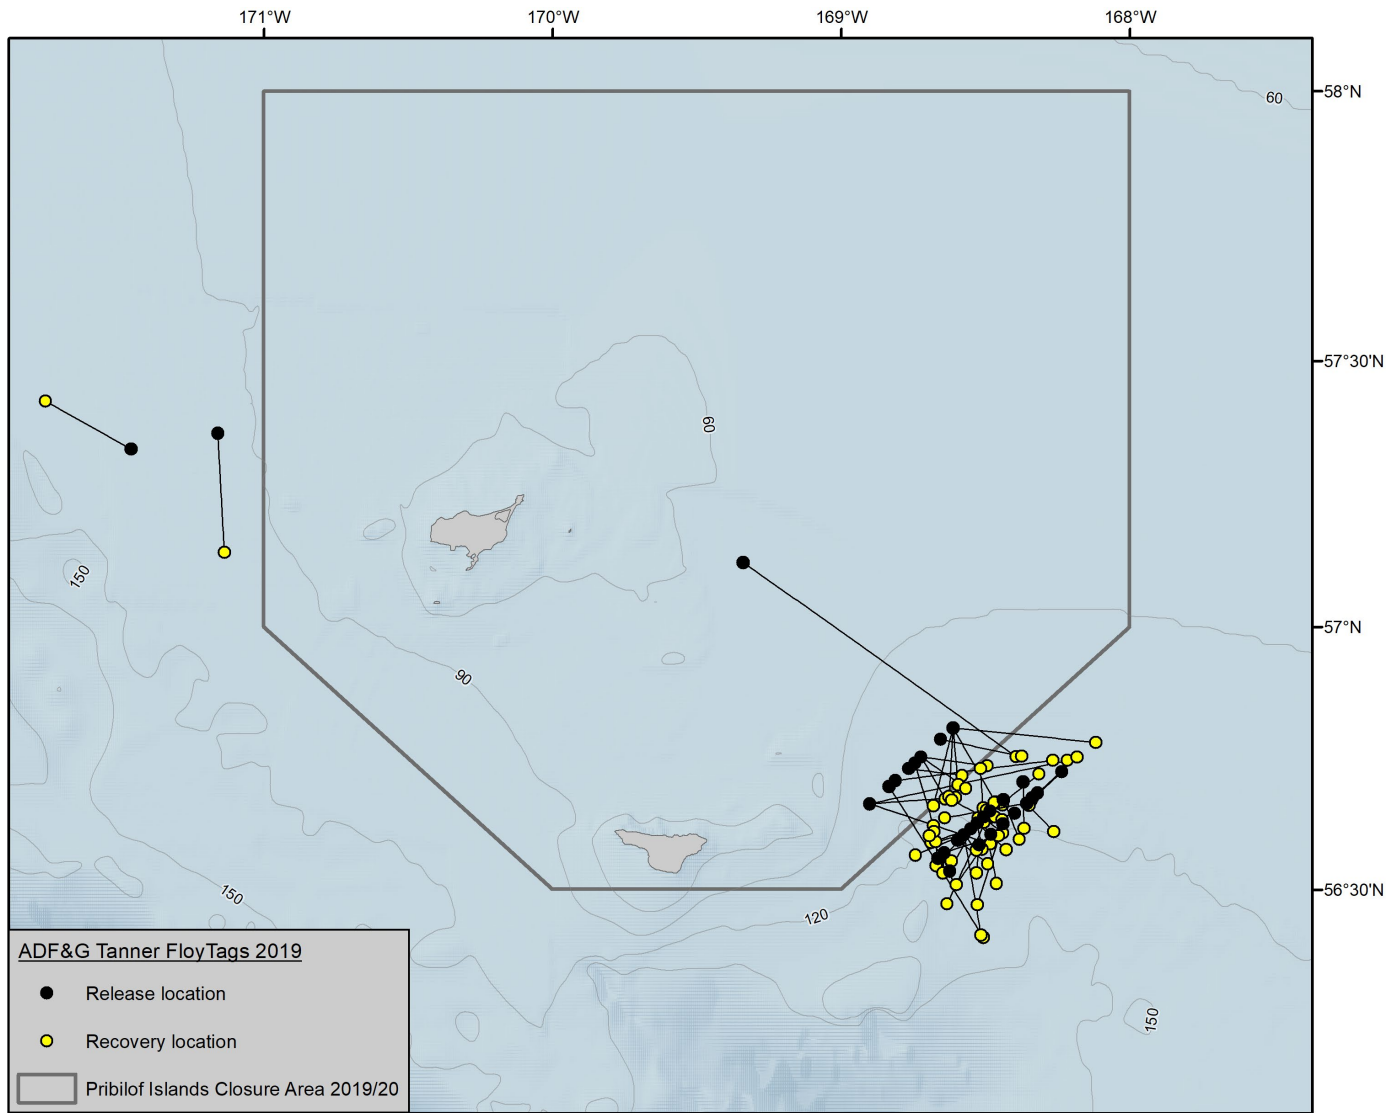 171°W 170°W 169°W 168°W
60
58°N
57°30'N
60
150
57°N
90
150
56°30'N
120
150
ADF&G Tanner FloyTags 2019
Release location
Recovery location
Pribilof Islands Closure Area 2019/20